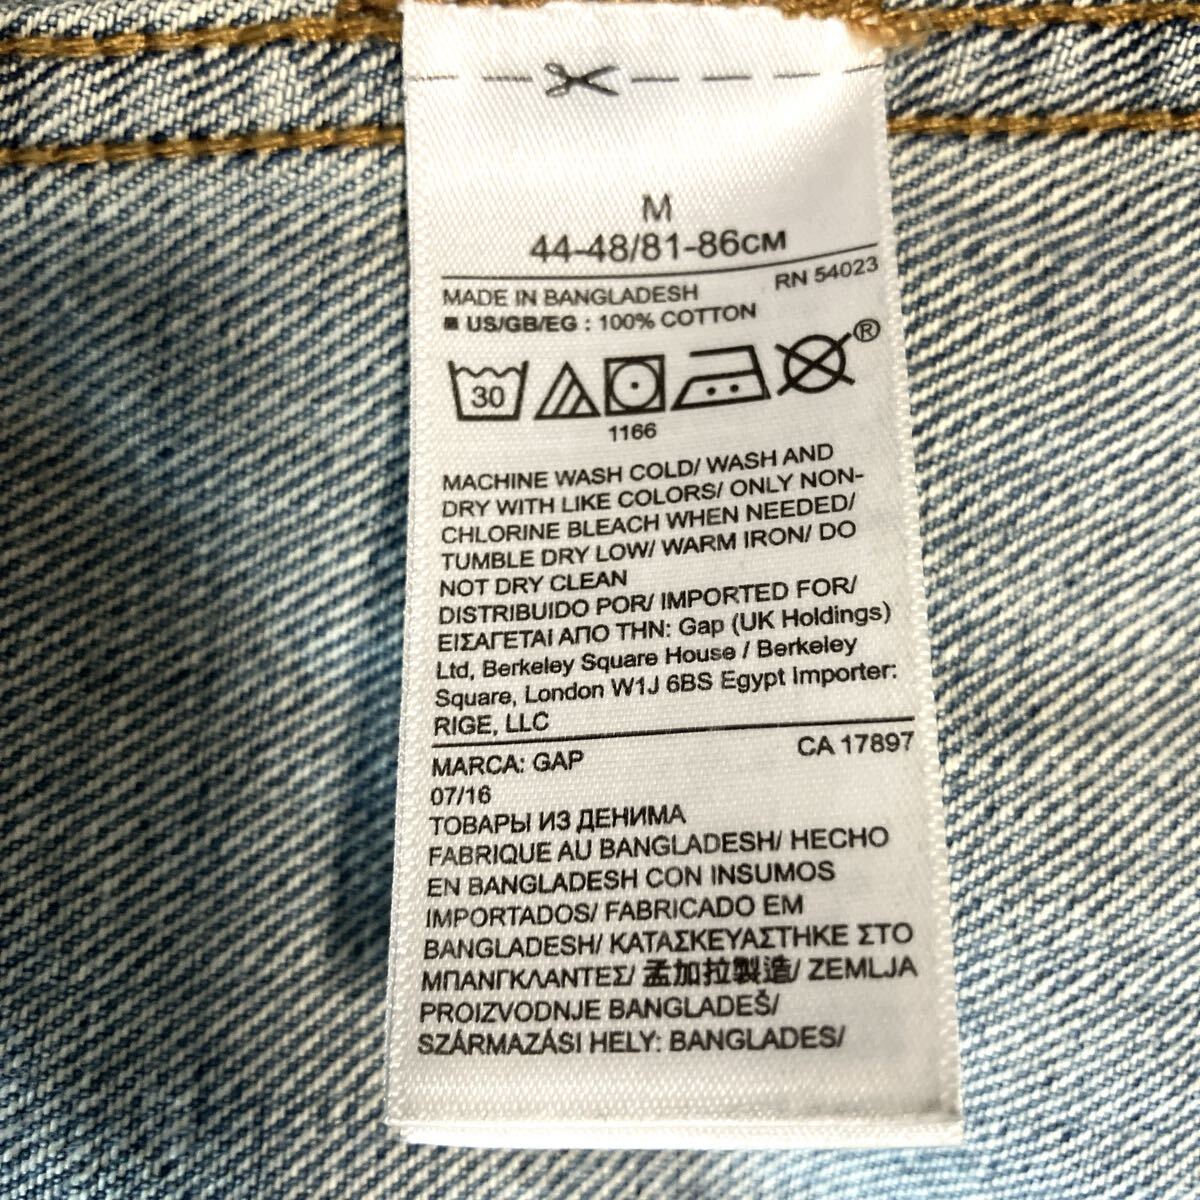 M
44-48/81-86CM
RN 54023
MADE IN BANGLADESH
■ US/GB/EG : 100% COTTON
30
®
1166
MACHINE WASH COLD/ WASH AND
DRY WITH LIKE COLORS/ ONLY NON-
CHLORINE BLEACH WHEN NEEDED/
TUMBLE DRY LOW/ WARM IRON/ DO
NOT DRY CLEAN
DISTRIBUIDO POR/ IMPORTED FOR/
ΕΙΣΑΓΕΤΑΙ ΑΠΟ ΤΗΝ: Gap (UK Holdings)
Ltd, Berkeley Square House / Berkeley
Square, London W1J 6BS Egypt Importer:
RIGE, LLC
MARCA: GAP CA 17897
07/16
ТОВАРЫ ИЗ ДЕНИМА
FABRIQUE AU BANGLADESH/ HECHO
EN BANGLADESH CON INSUMOS
IMPORTADOS/ FABRICADO EM
BANGLADESH/ ΚΑΤΑΣΚΕΥΑΣΤΗΚΕ ΣΤΟ
ΜΠΑΝΓΚΛΑΝΤΕΣ/ 孟加拉製造/ ZEMLJA
PROIZVODNJE BANGLADEŠ/
SZÁRMAZÁSI HELY: BANGLADES/